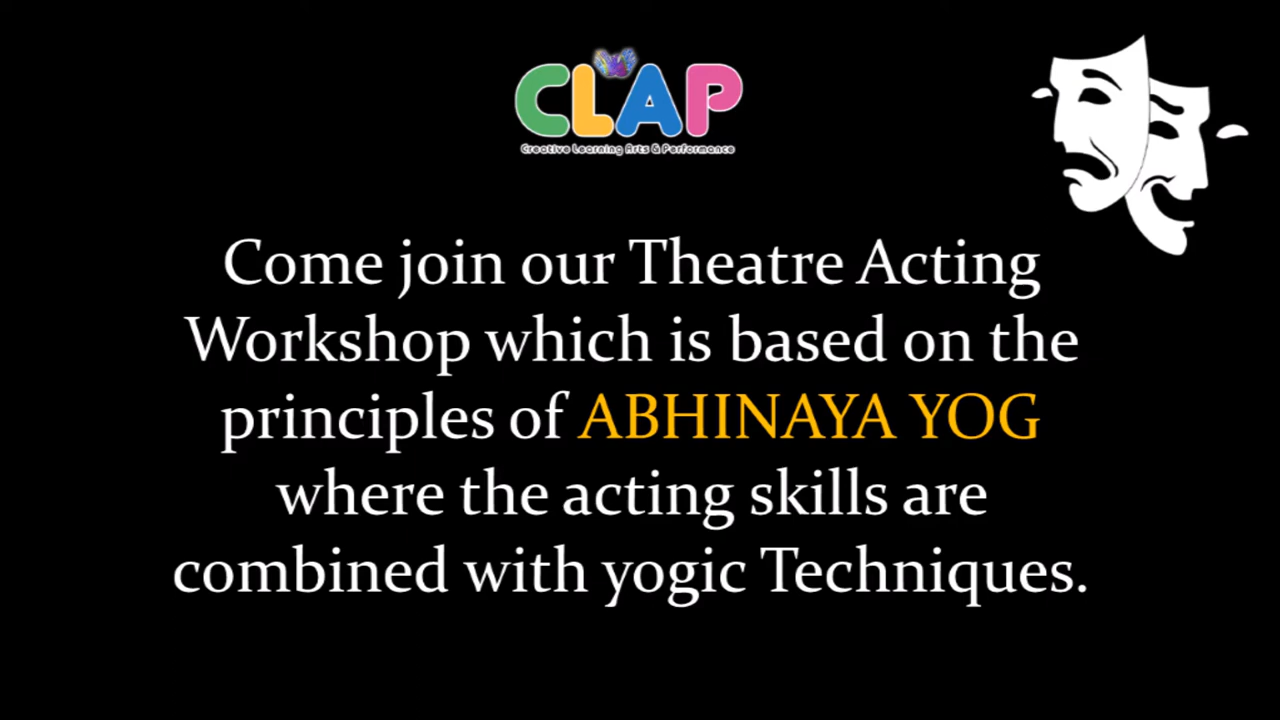 CLAP
Creative Learning Arts & Performance
Come join our Theatre Acting
Workshop which is based on the
principles of ABHINAYA YOG
where the acting skills are
combined with yogic Techniques.